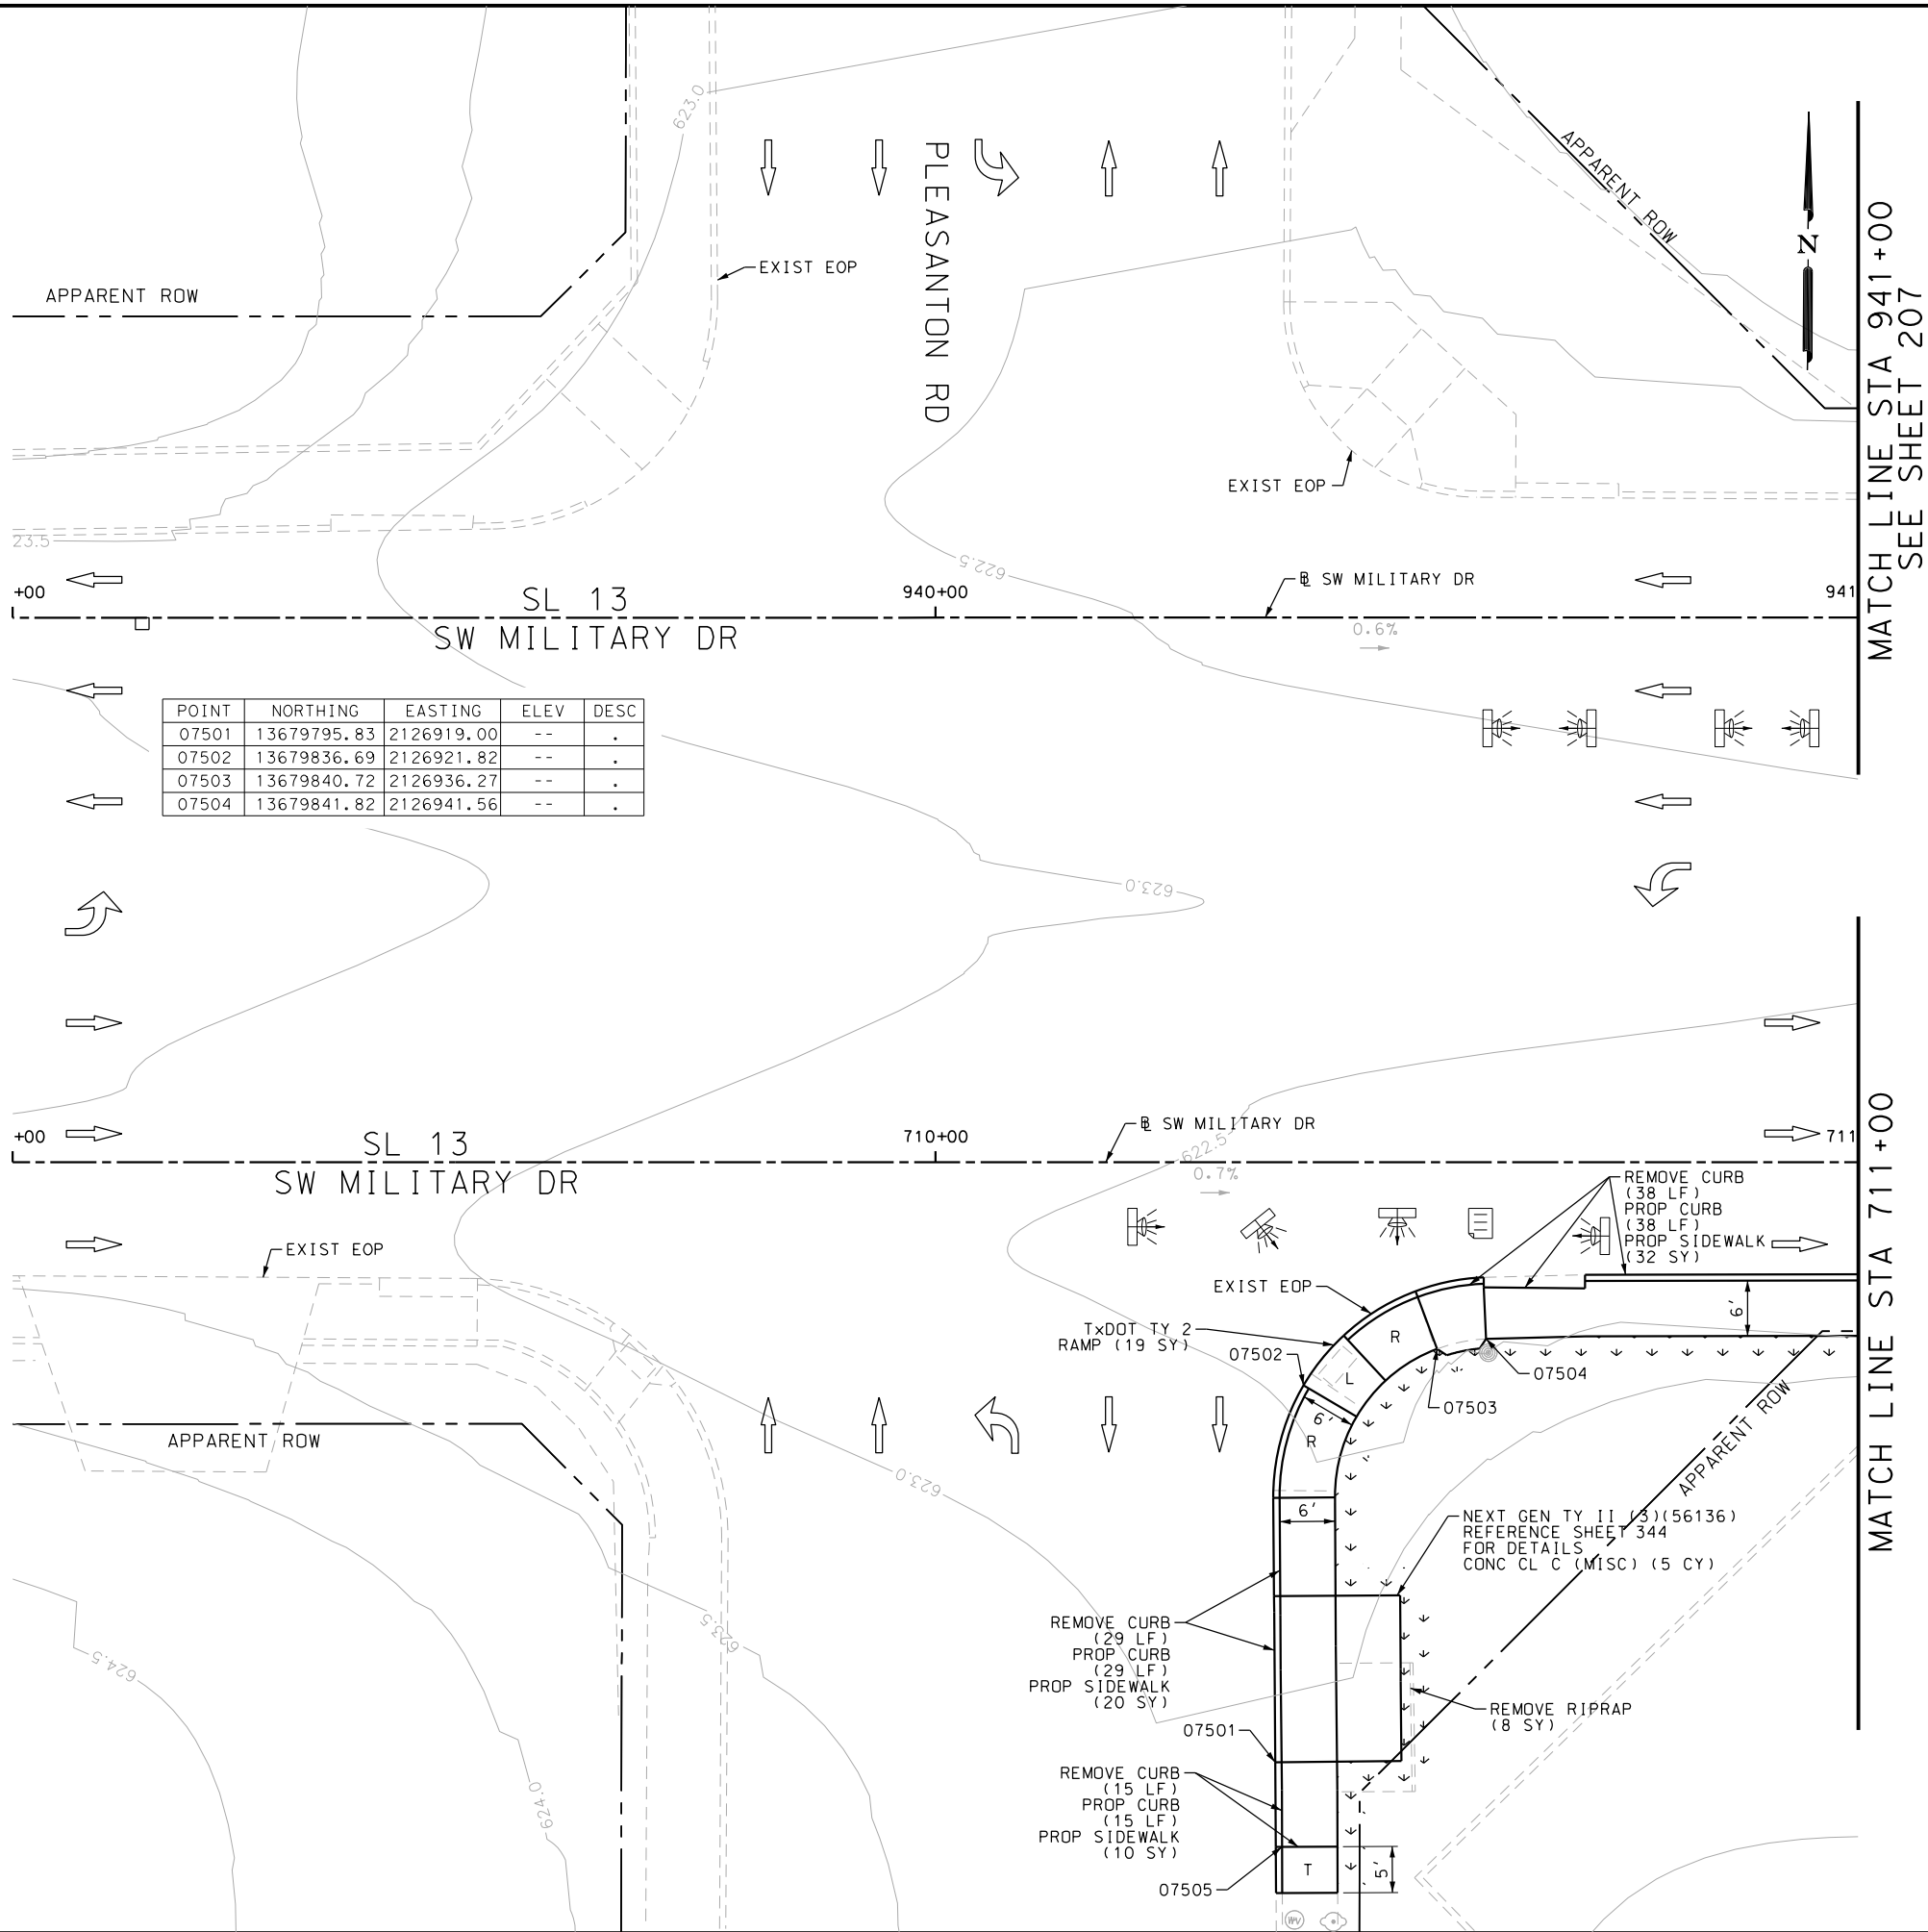 623.0
PLEASANTON RD
APPARENT ROW
N
MATCH LINE STA 941+00
SEE SHEET 207
EXIST EOP
APPARENT ROW
EXIST EOP
23.5
622.5
+00
SL 13
940+00
BL SW MILITARY DR
941
SW MILITARY DR
0.6%
POINT NORTHING EASTING ELEV DESC
07501 13679795.83 2126919.00 -- .
07502 13679836.69 2126921.82 -- .
07503 13679840.72 2126936.27 -- .
07504 13679841.82 2126941.56 -- .
623.0
+00
SL 13
710+00
BL SW MILITARY DR
711
MATCH LINE STA 711+00
SW MILITARY DR
622.5
0.7%
REMOVE CURB
(38 LF)
PROP CURB
(38 LF)
PROP SIDEWALK
(32 SY)
EXIST EOP
EXIST EOP
6'
TxDOT TY 2
RAMP (19 SY)
R
07502
L
07504
07503
6'
R
APPARENT ROW
APPARENT ROW
623.0
6'
NEXT GEN TY II (3)(56136)
REFERENCE SHEET 344
FOR DETAILS
CONC CL C (MISC) (5 CY)
REMOVE CURB
(29 LF)
PROP CURB
(29 LF)
PROP SIDEWALK
(20 SY)
623.5
624.5
REMOVE RIPRAP
(8 SY)
07501
624.0
REMOVE CURB
(15 LF)
PROP CURB
(15 LF)
PROP SIDEWALK
(10 SY)
T
5'
07505
WV